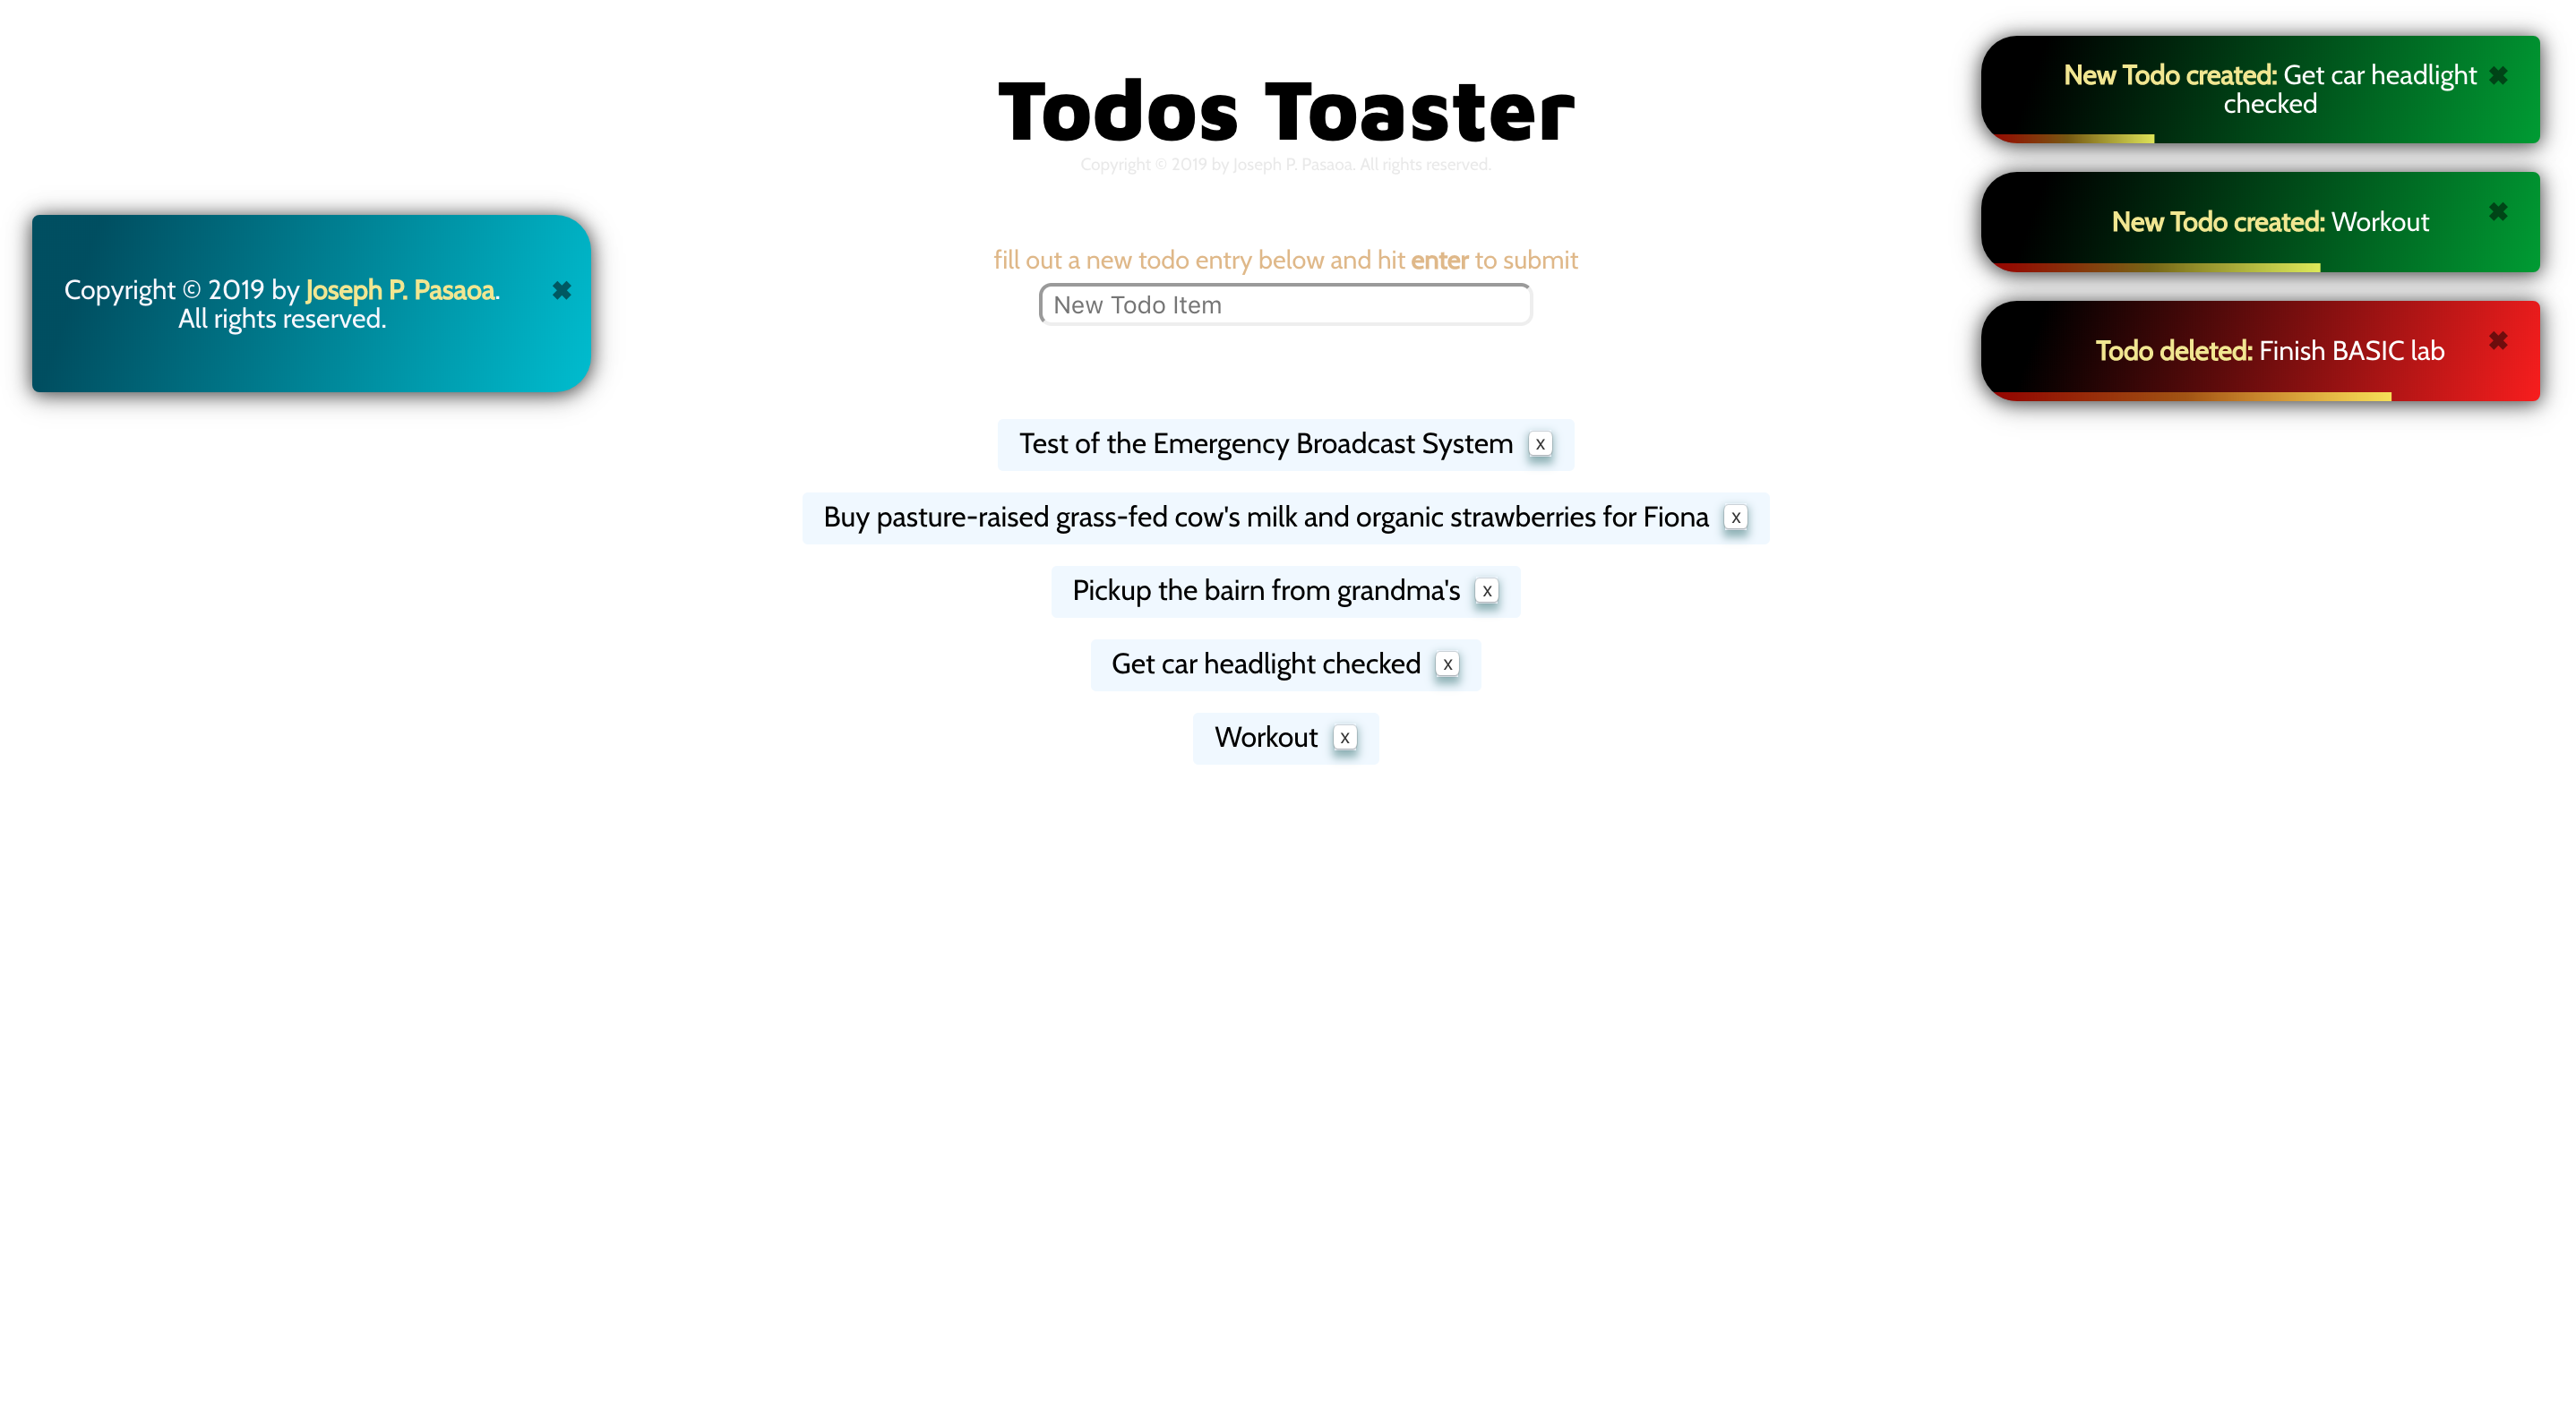 Todos Toaster
Copyright © 2019 by Joseph P. Pasaoa. All rights reserved.
fill out a new todo entry below and hit enter to submit
New Todo Item
Copyright © 2019 by Joseph P. Pasaoa.
All rights reserved.
✖
New Todo created: Get car headlight
checked
✖
New Todo created: Workout
✖
Todo deleted: Finish BASIC lab
✖
Test of the Emergency Broadcast System x
Buy pasture-raised grass-fed cow's milk and organic strawberries for Fiona x
Pickup the bairn from grandma's x
Get car headlight checked x
Workout x